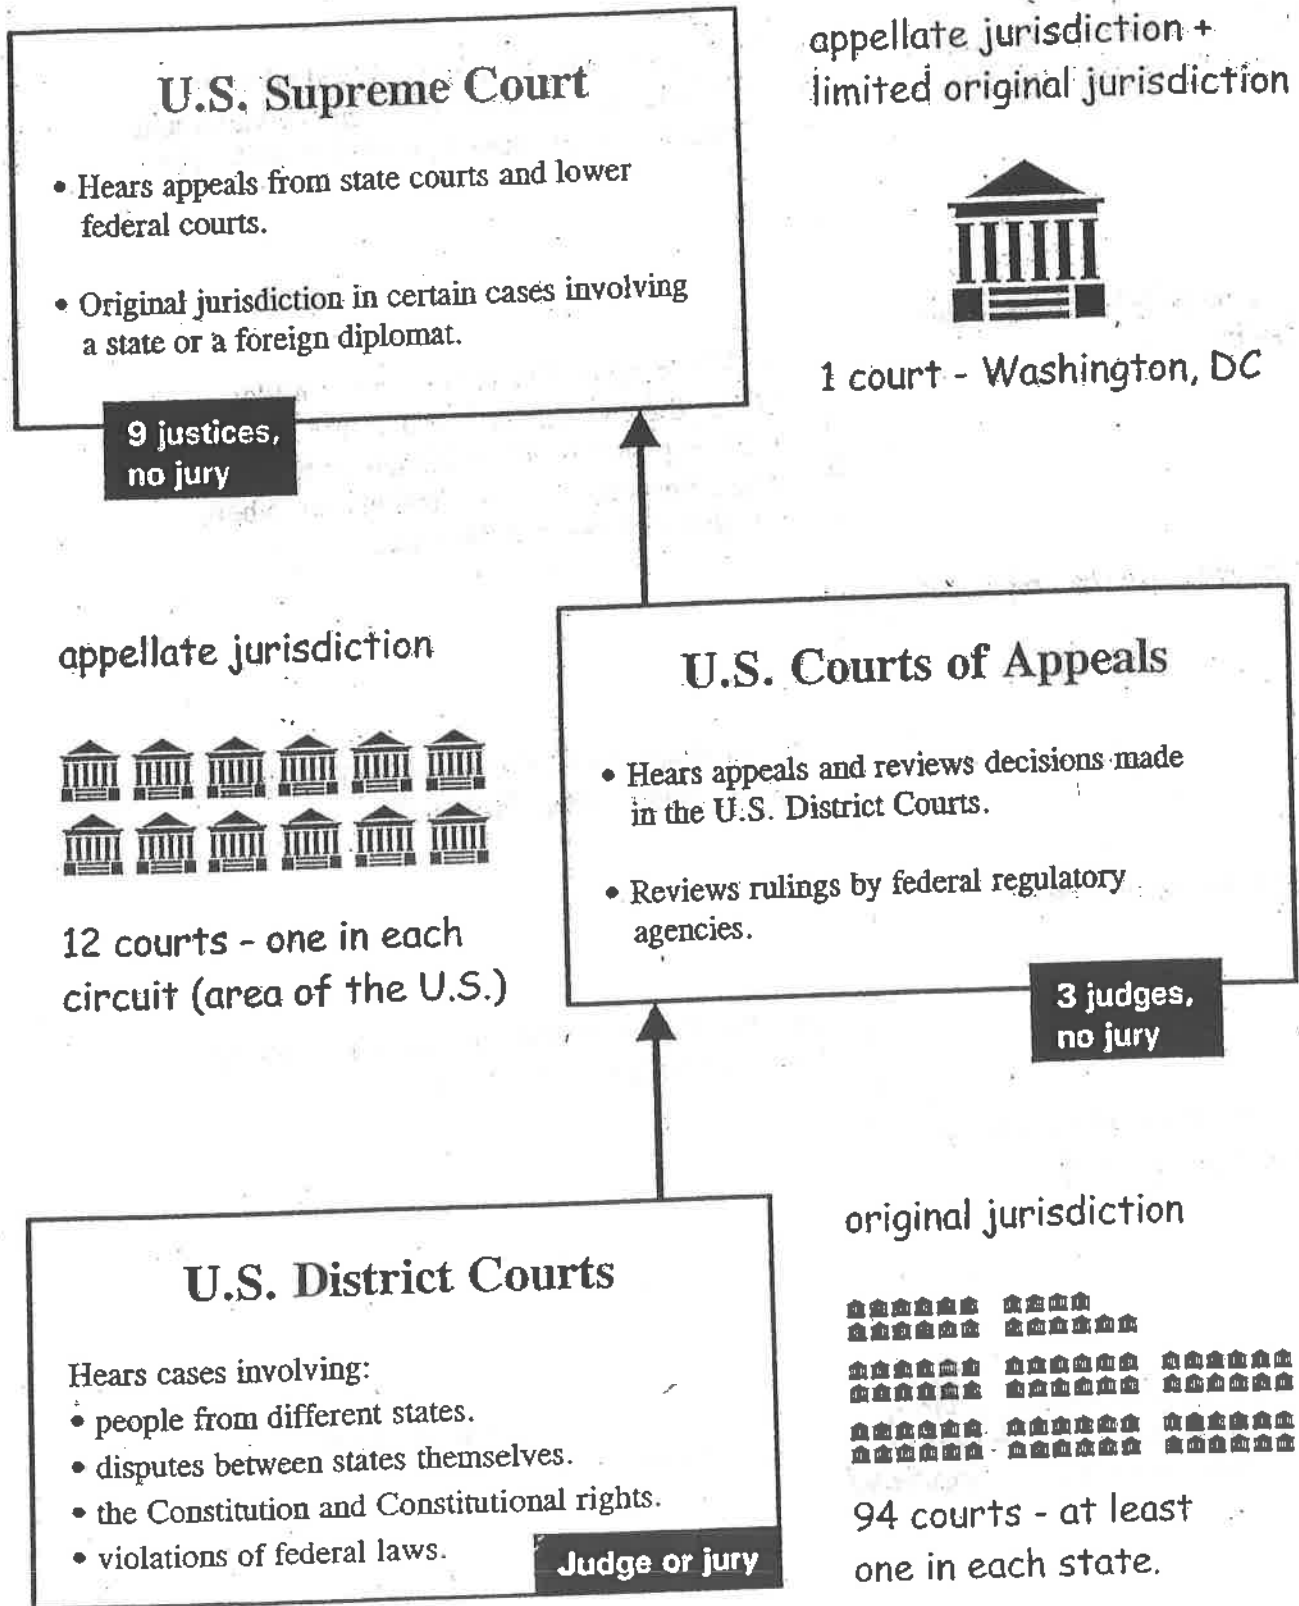 U.S. Supreme Court
• Hears appeals from state courts and lower
federal courts.
• Original jurisdiction in certain cases involving
a state or a foreign diplomat.
9 justices,
no jury
appellate jurisdiction +
limited original jurisdiction
1 court - Washington, DC
appellate jurisdiction
12 courts - one in each
circuit (area of the U.S.)
U.S. Courts of Appeals
• Hears appeals and reviews decisions made
in the U.S. District Courts.
• Reviews rulings by federal regulatory
agencies.
3 judges,
no jury
U.S. District Courts
Hears cases involving:
• people from different states.
• disputes between states themselves.
• the Constitution and Constitutional rights.
• violations of federal laws.
Judge or jury
original jurisdiction
94 courts - at least
one in each state.